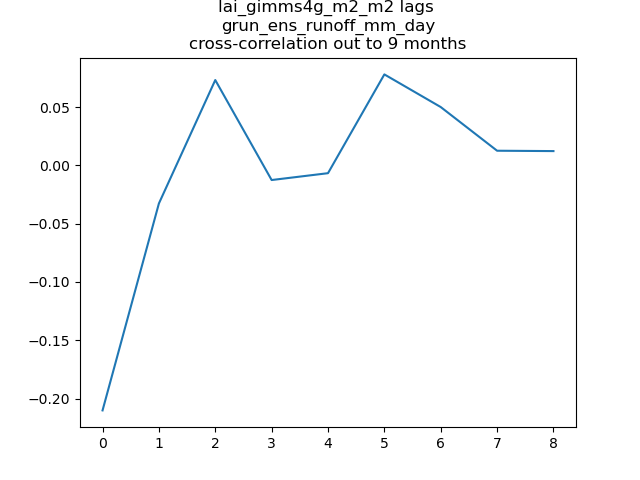 lai_gimms4g_m2_m2 lags
grun_ens_runoff_mm_day
cross-correlation out to 9 months
0.05
0.00
−0.05
−0.10
−0.15
−0.20
0 1 2 3 4 5 6 7 8